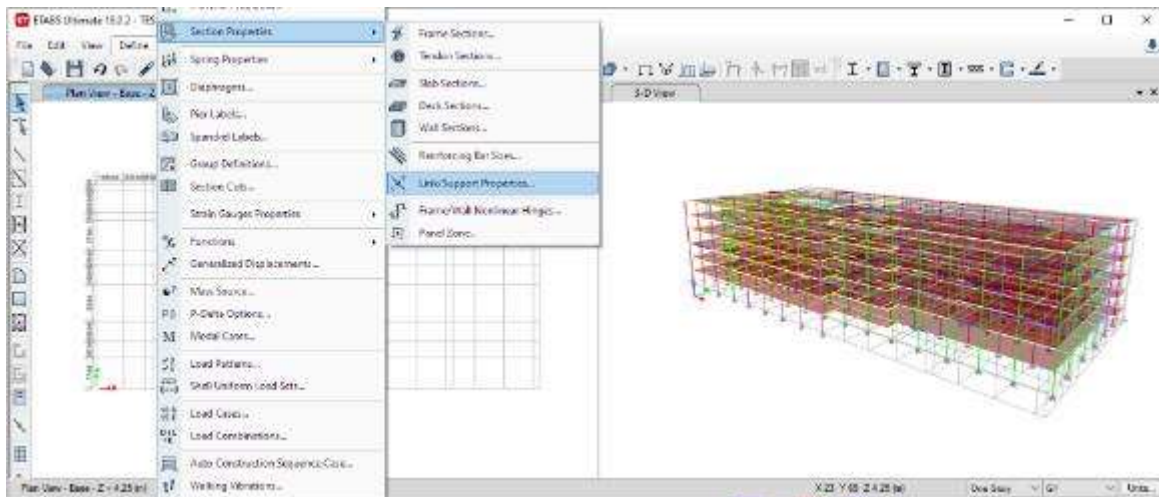 ETABS Ultimate 18.2.2 - TES
File Edit View Define
Section Properties
Spring Properties
Diaphragms...
Pier Labels...
Spandrel Labels...
Group Definitions...
Section Cuts...
Strain Gauges Properties
Functions
Generalized Displacements...
Mass Source...
P-Delta Options...
Modal Cases...
Load Patterns...
Shell Uniform Load Sets...
Load Cases...
Load Combinations...
Auto Construction Sequence Case...
Walking Vibrations...
Frame Sections...
Tendon Sections...
Slab Sections...
Deck Sections...
Wall Sections...
Reinforcing Bar Sizes...
Link/Support Properties...
Frame/Wall Nonlinear Hinges...
Panel Zone...
Plan View - Base - Z
3-D View
Plan View - Base - Z = 4.25 (m)
One Story
Units...